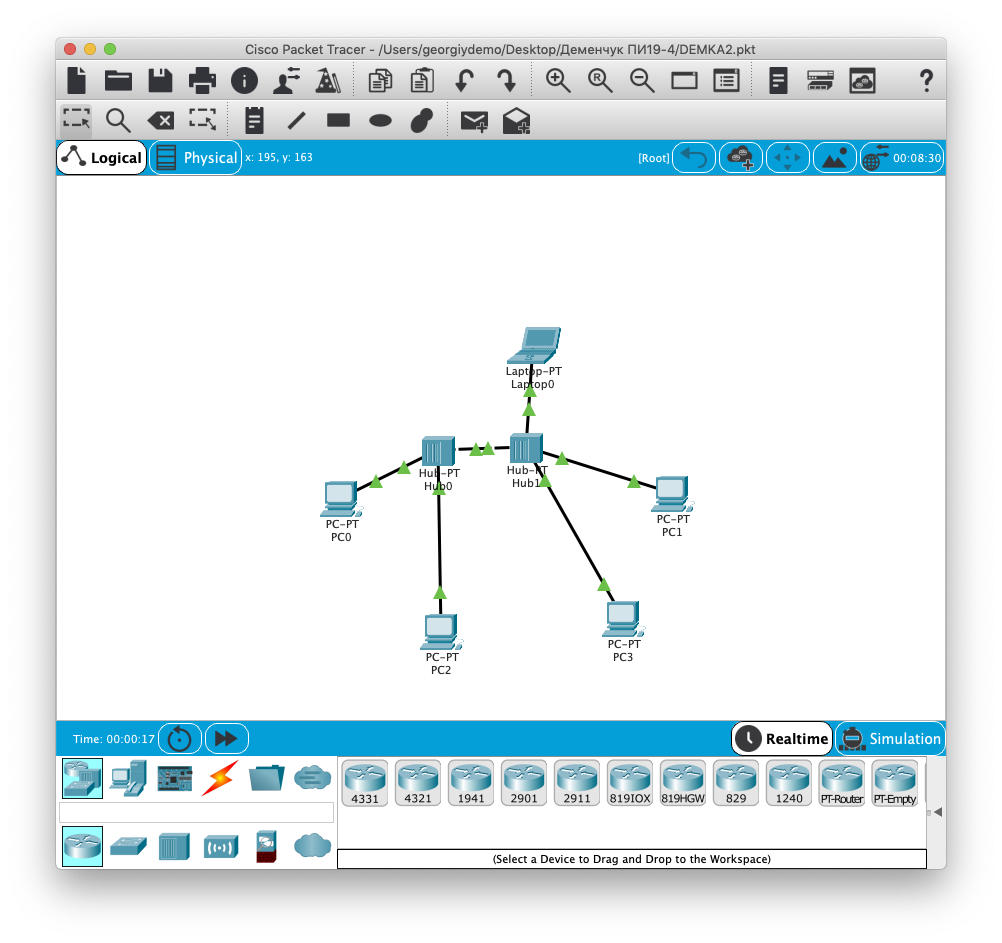 Cisco Packet Tracer - /Users/georgiydemo/Desktop/Деменчук ПИ19-4/DEMKA2.pkt
Logical
Physical
x: 195, y: 163
[Root]
00:08:30
Laptop-PT
Laptop0
Hub-PT
Hub0
Hub-PT
Hub1
PC-PT
PC0
PC-PT
PC1
PC-PT
PC2
PC-PT
PC3
Time: 00:00:17
Realtime
Simulation
4331
4321
1941
2901
2911
819IOX
819HGW
829
1240
PT-Router
PT-Empty
(Select a Device to Drag and Drop to the Workspace)